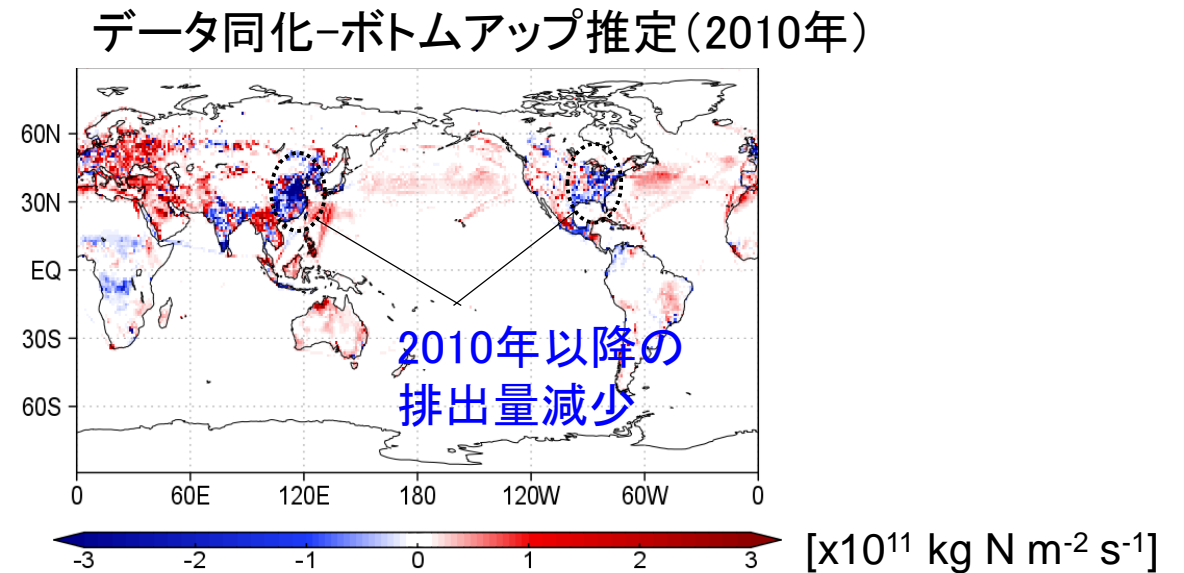 データ同化-ボトムアップ推定(2010年)
60N
30N
EQ
30S
60S
2010年以降の
排出量減少
0 60E 120E 180 120W 60W 0
-3 -2 -1 0 1 2 3 [x10¹¹ kg N m⁻² s⁻¹]